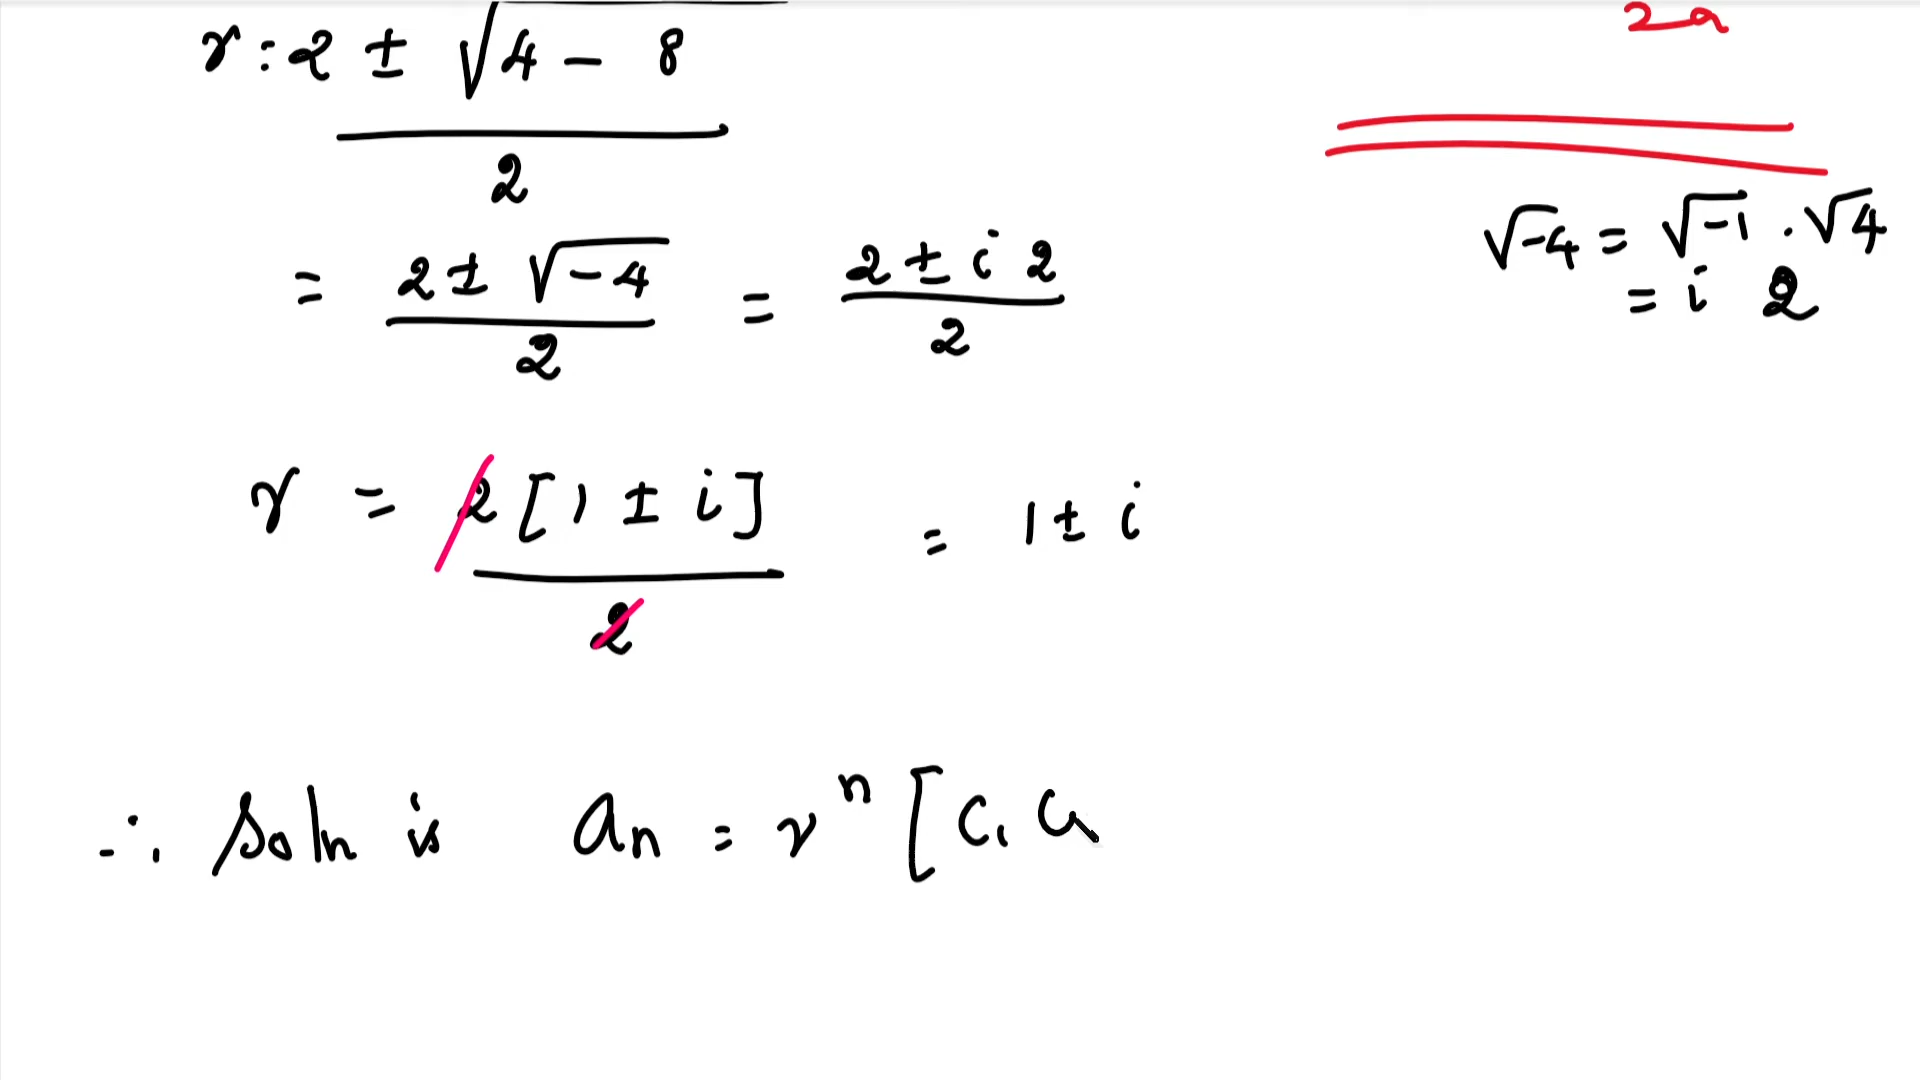 2a
r = 2 ± √4 - 8
2
= 2 ± √-4 / 2 = 2 ± i 2 / 2
√-4 = √-1 . √4
= i 2
r = 2 [ 1 ± i ] / 2 = 1 ± i
∴ Soln is an = r^n [ C1